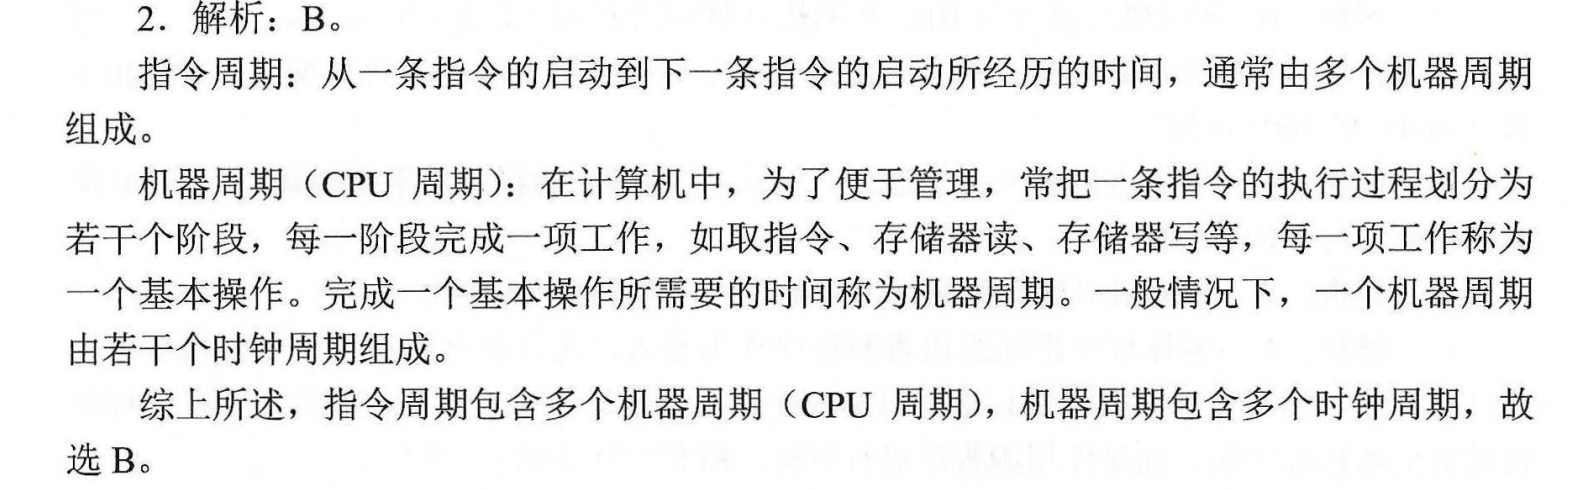 2．解析：B。
指令周期：从一条指令的启动到下一条指令的启动所经历的时间，通常由多个机器周期
组成。
机器周期（CPU 周期）：在计算机中，为了便于管理，常把一条指令的执行过程划分为
若干个阶段，每一阶段完成一项工作，如取指令、存储器读、存储器写等，每一项工作称为
一个基本操作。完成一个基本操作所需要的时间称为机器周期。一般情况下，一个机器周期
由若干个时钟周期组成。
综上所述，指令周期包含多个机器周期（CPU 周期），机器周期包含多个时钟周期，故
选 B。